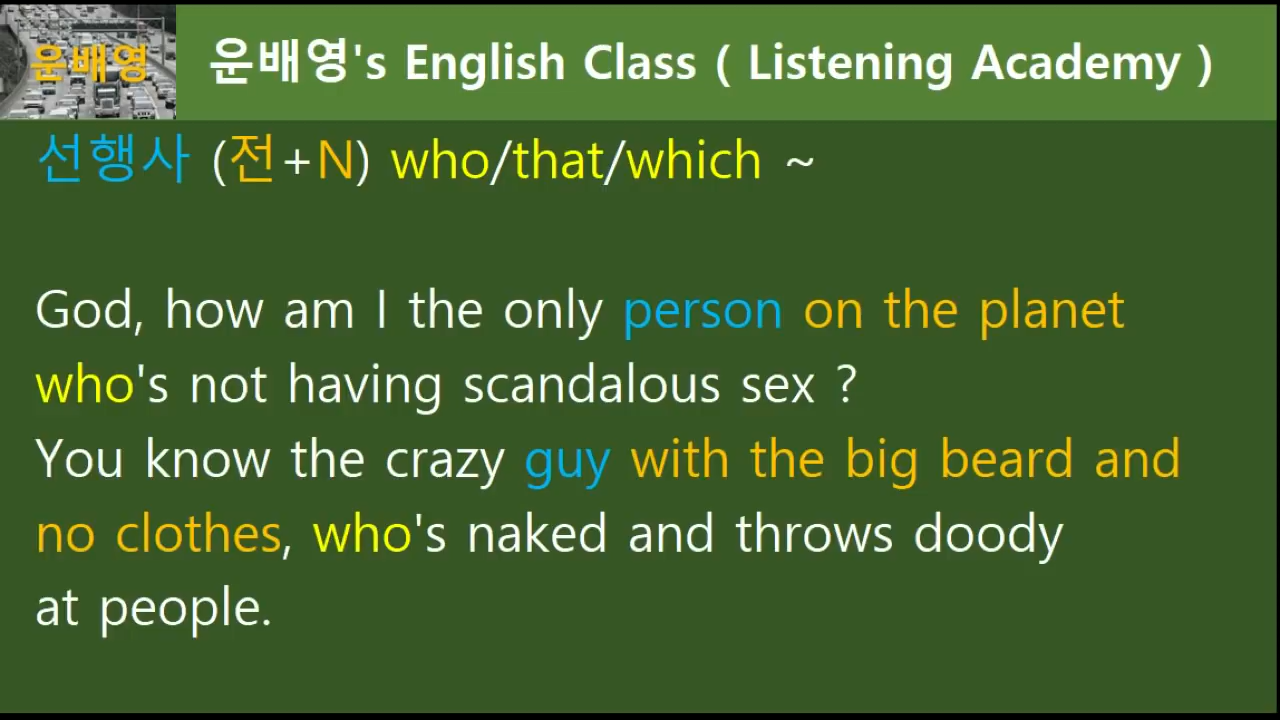 운배영
운배영's English Class ( Listening Academy )
선행사 (전+N) who/that/which ~
God, how am I the only person on the planet
who's not having scandalous sex ?
You know the crazy guy with the big beard and
no clothes, who's naked and throws doody
at people.